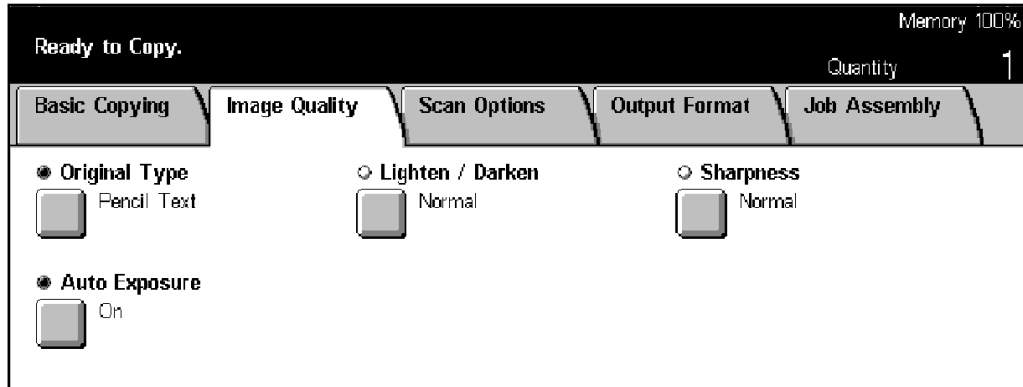 Memory 100%
Ready to Copy.
Quantity 1
Basic Copying
Image Quality
Scan Options
Output Format
Job Assembly
Original Type
Pencil Text
Lighten / Darken
Normal
Sharpness
Normal
Auto Exposure
On